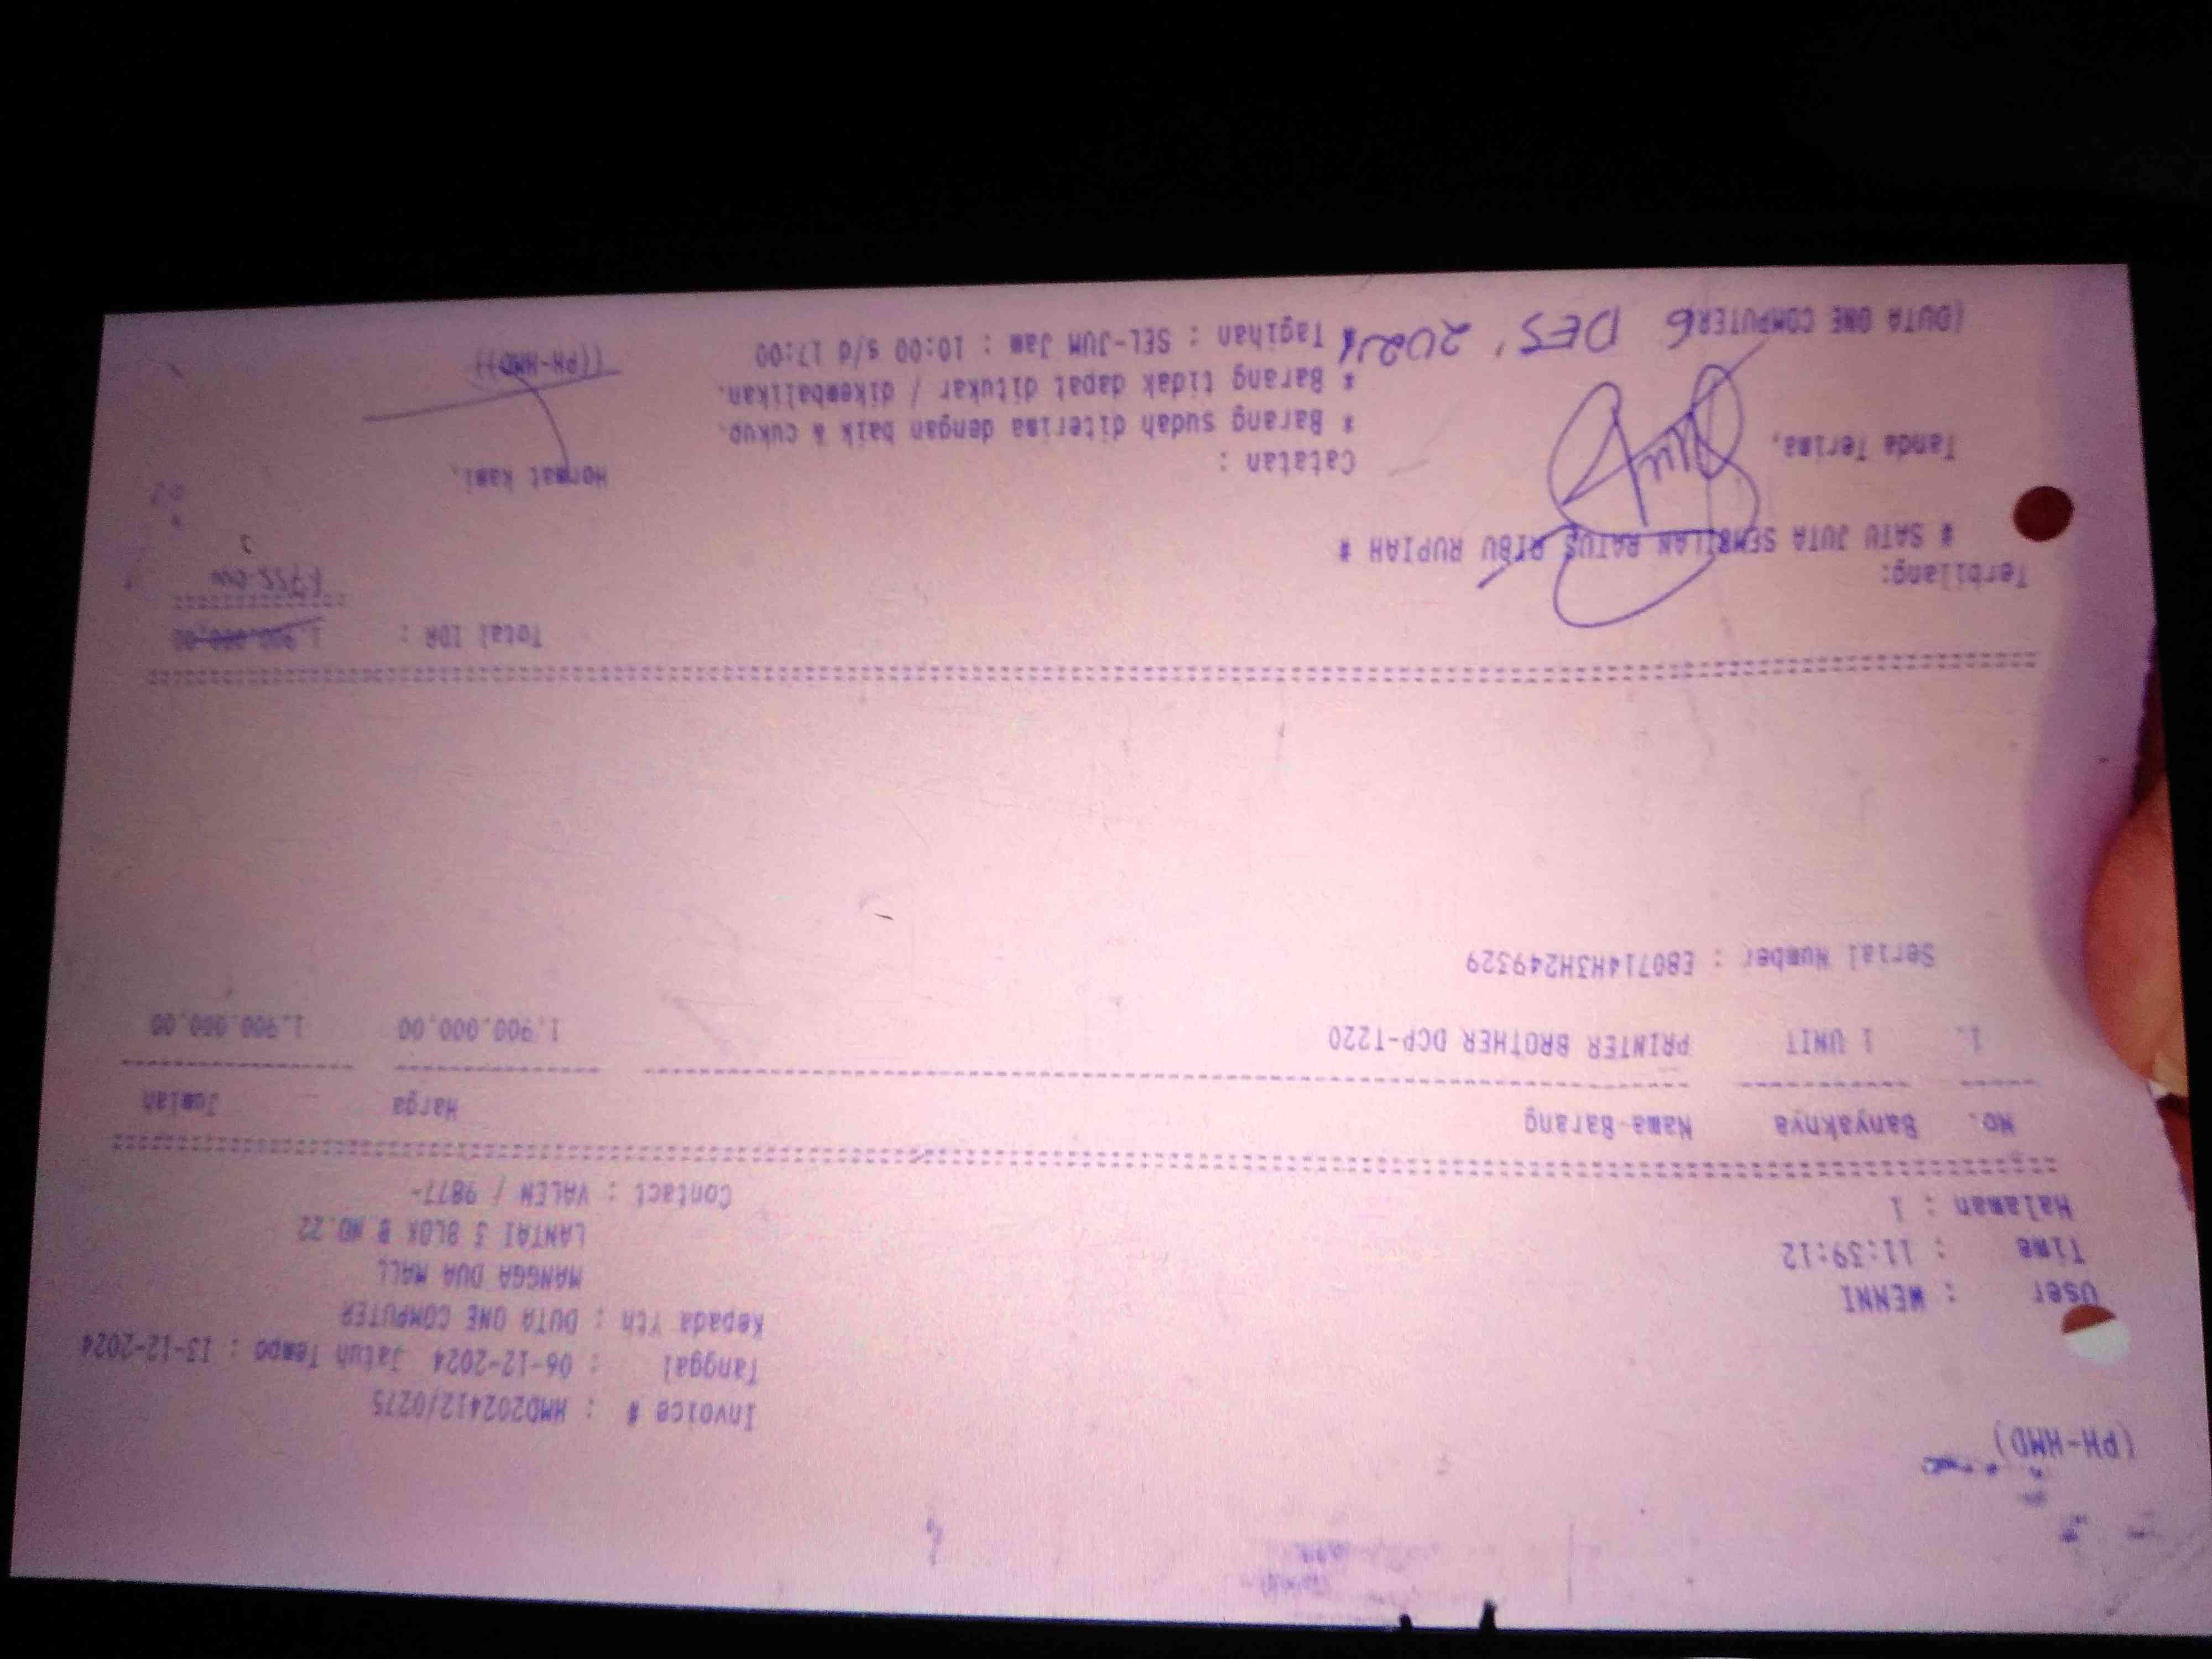 (PH-HMD)
Invoice # : HMD202412/0275
Tanggal : 06-12-2024 Jatuh Tempo : 13-12-2024
Kepada Yth : DUTA ONE COMPUTER
MANGGA DUA MALL
LANTAI 3 BLOK B NO.22
Contact : VALEN / 9877-
User : WENNI
Time : 11:39:12
Halaman : 1
No. Banyaknya Nama Barang Harga Jumlah
1. 1 UNIT PRINTER BROTHER DCP-T220 1.900.000,00 1.900.000,00
Serial Number : E80714H3H249329
Total IDR : 1.900.000,00
Terbilang:
# SATU JUTA SEMBILAN RATUS RIBU RUPIAH #
Tanda Terima,
Catatan :
* Barang sudah diterima dengan baik & cukup.
* Barang tidak dapat ditukar / dikembalikan.
* Tagihan : SEL-JUM Jam : 10:00 s/d 17:00
Hormat kami,
(DUTA ONE COMPUTER
6 DES' 2024
((PH-HMD))